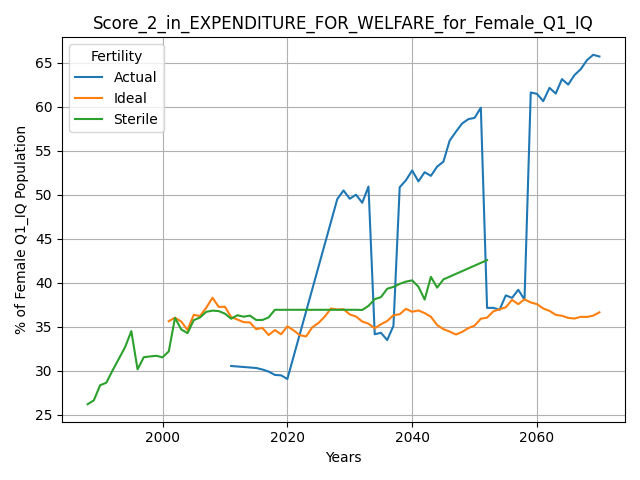 Score_2_in_EXPENDITURE_FOR_WELFARE_for_Female_Q1_IQ
Fertility
Actual
Ideal
Sterile
% of Female Q1_IQ Population
65
60
55
50
45
40
35
30
25
2000 2020 2040 2060
Years